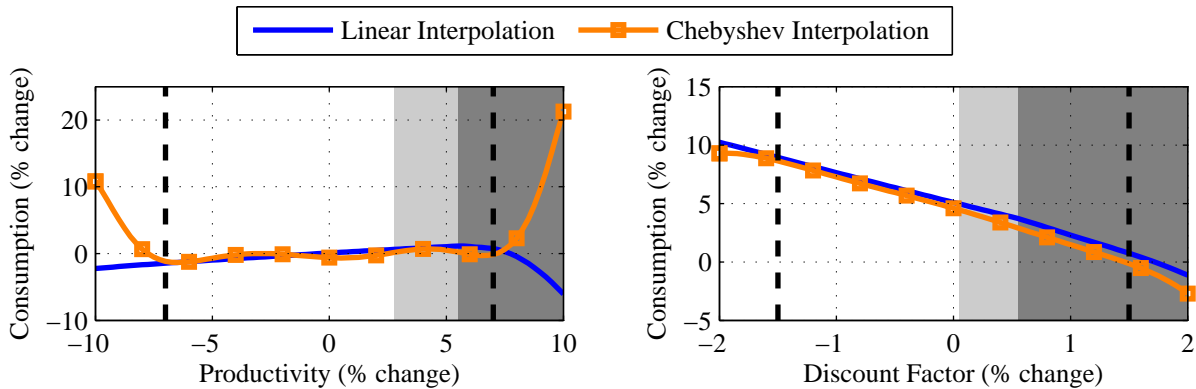 Linear Interpolation Chebyshev Interpolation
Consumption (% change)
20
10
0
−10
−10 −5 0 5 10
Productivity (% change)
Consumption (% change)
15
10
5
0
−5
−2 −1 0 1 2
Discount Factor (% change)